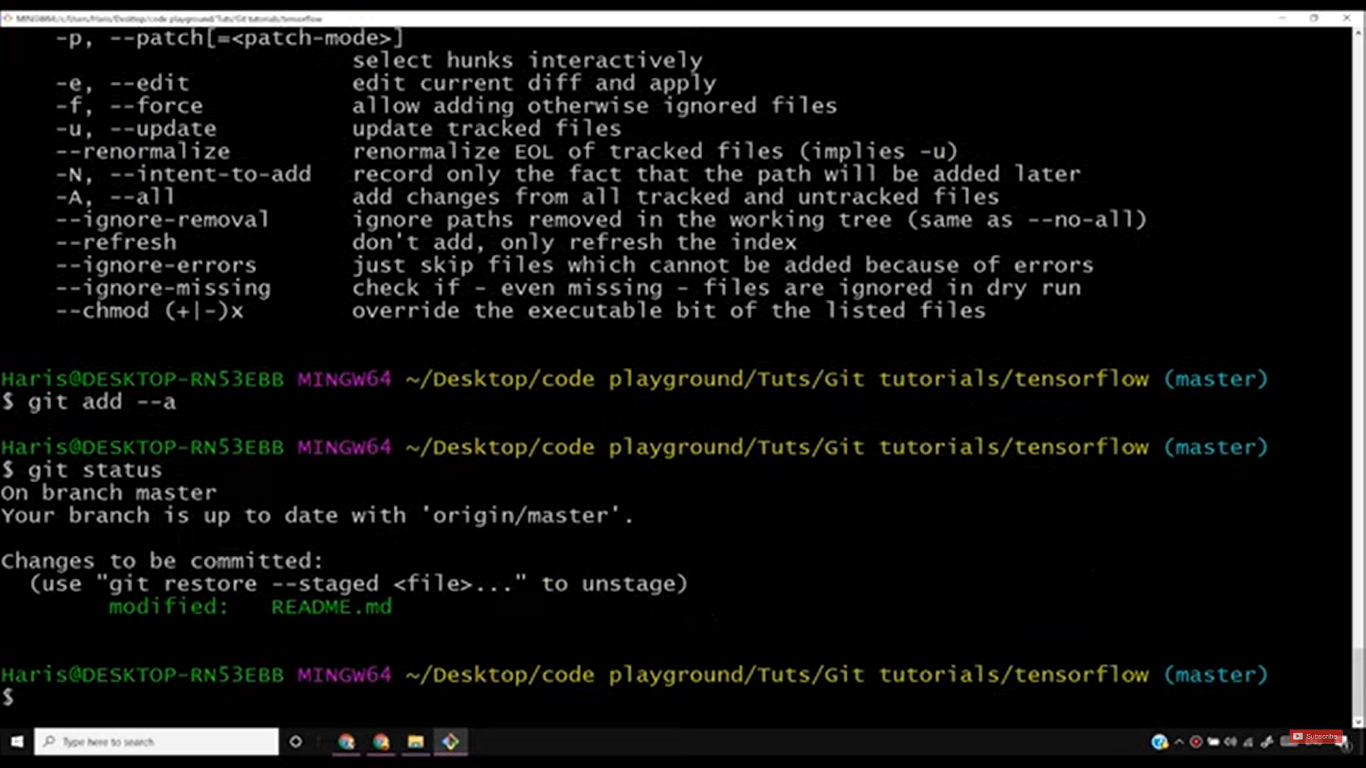 MINGW64:/c/Users/Haris/Desktop/code playground/Tuts/Git tutorials/tensorflow
-p, --patch[=<patch-mode>]
select hunks interactively
-e, --edit edit current diff and apply
-f, --force allow adding otherwise ignored files
-u, --update update tracked files
--renormalize renormalize EOL of tracked files (implies -u)
-N, --intent-to-add record only the fact that the path will be added later
-A, --all add changes from all tracked and untracked files
--ignore-removal ignore paths removed in the working tree (same as --no-all)
--refresh don't add, only refresh the index
--ignore-errors just skip files which cannot be added because of errors
--ignore-missing check if - even missing - files are ignored in dry run
--chmod (+|-)x override the executable bit of the listed files
Haris@DESKTOP-RN53EBB MINGW64 ~/Desktop/code playground/Tuts/Git tutorials/tensorflow (master)
$ git add --a
Haris@DESKTOP-RN53EBB MINGW64 ~/Desktop/code playground/Tuts/Git tutorials/tensorflow (master)
$ git status
On branch master
Your branch is up to date with 'origin/master'.
Changes to be committed:
(use "git restore --staged <file>..." to unstage)
modified: README.md
Haris@DESKTOP-RN53EBB MINGW64 ~/Desktop/code playground/Tuts/Git tutorials/tensorflow (master)
$
Type here to search
Subscribe